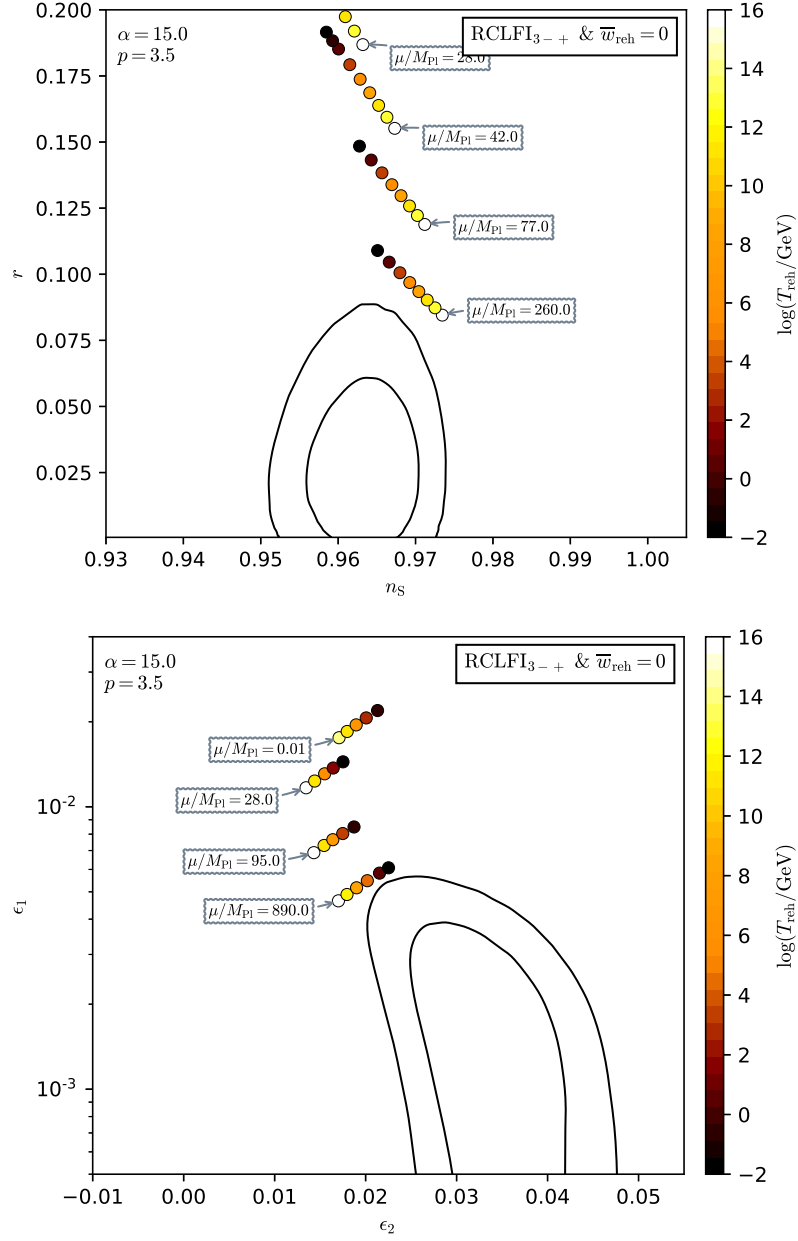 α = 15.0
p = 3.5
RCLFI3−+ & w̅reh = 0
μ/MPl = 28.0
μ/MPl = 42.0
μ/MPl = 77.0
μ/MPl = 260.0
0.200
0.175
0.150
0.125
0.100
0.075
0.050
0.025
r
0.93 0.94 0.95 0.96 0.97 0.98 0.99 1.00
nS
16
14
12
10
8
6
4
2
0
−2
log(Treh/GeV)
α = 15.0
p = 3.5
RCLFI3−+ & w̅reh = 0
μ/MPl = 0.01
μ/MPl = 28.0
μ/MPl = 95.0
μ/MPl = 890.0
10−2
10−3
ϵ1
−0.01 0.00 0.01 0.02 0.03 0.04 0.05
ϵ2
16
14
12
10
8
6
4
2
0
−2
log(Treh/GeV)